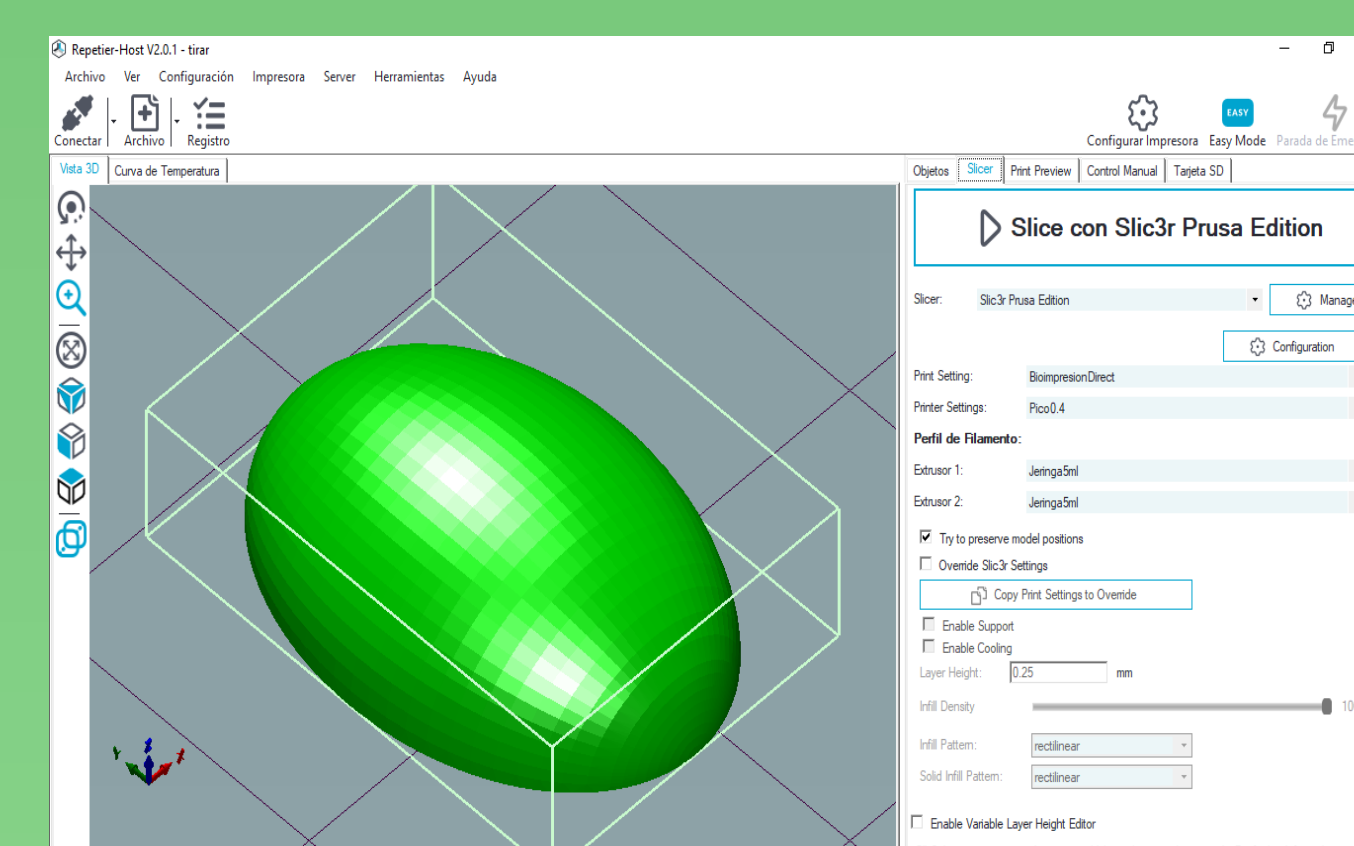 Repetier-Host V2.0.1 - tirar
Archivo Ver Configuración Impresora Server Herramientas Ayuda
Conectar Archivo Registro
EASY
Configurar Impresora Easy Mode Parada de Eme
Vista 3D Curva de Temperatura
Objetos Slicer Print Preview Control Manual Tarjeta SD
Slice con Slic3r Prusa Edition
Slicer: Slic3r Prusa Edition Manage
Configuration
Print Setting: BioimpresionDirect
Printer Settings: Pico0.4
Perfil de Filamento:
Extrusor 1: Jeringa5ml
Extrusor 2: Jeringa5ml
Try to preserve model positions
Override Slic3r Settings
Copy Print Settings to Override
Enable Support
Enable Cooling
Layer Height: 0.25 mm
Infill Density 10
Infill Pattern: rectilinear
Solid Infill Pattern: rectilinear
Enable Variable Layer Height Editor